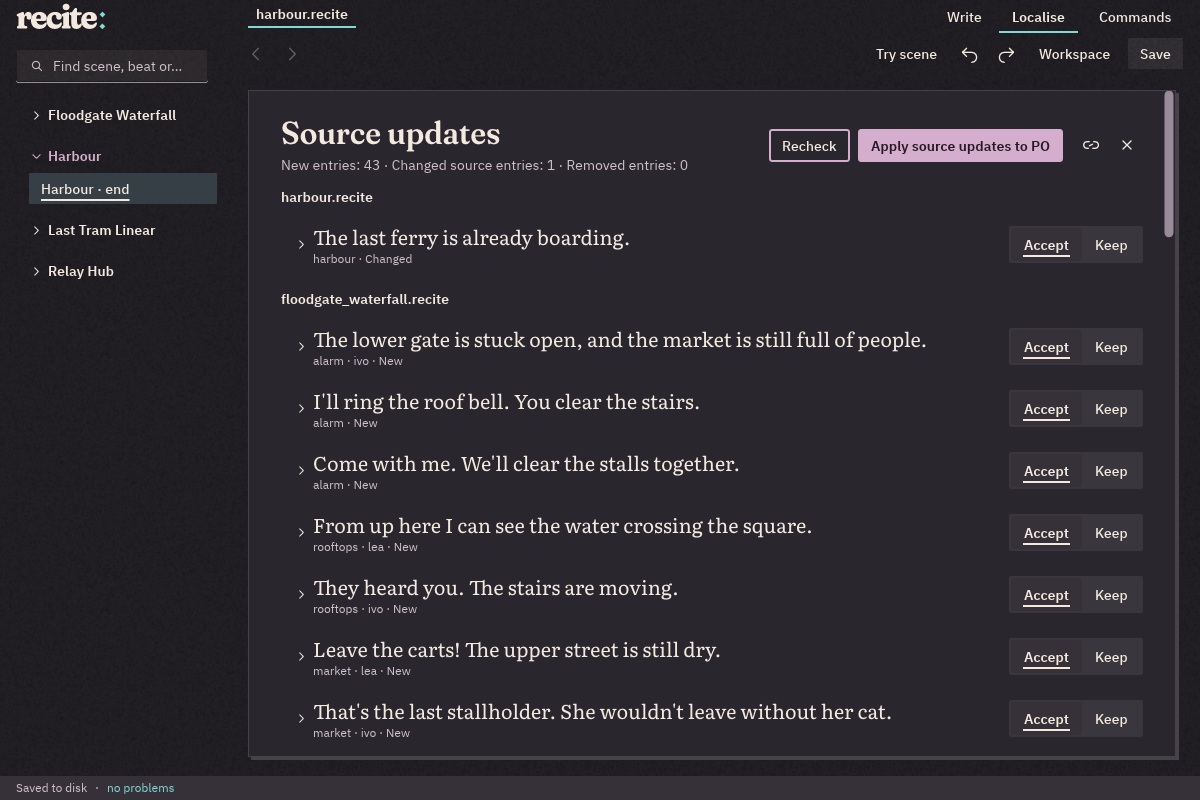 recite:
harbour.recite
Write
Localise
Commands
Find scene, beat or...
Try scene
Workspace
Save
Floodgate Waterfall
Harbour
Harbour · end
Last Tram Linear
Relay Hub
Source updates
New entries: 43 · Changed source entries: 1 · Removed entries: 0
Recheck
Apply source updates to PO
harbour.recite
The last ferry is already boarding.
harbour · Changed
Accept
Keep
floodgate_waterfall.recite
The lower gate is stuck open, and the market is still full of people.
alarm · ivo · New
Accept
Keep
I'll ring the roof bell. You clear the stairs.
alarm · New
Accept
Keep
Come with me. We'll clear the stalls together.
alarm · New
Accept
Keep
From up here I can see the water crossing the square.
rooftops · lea · New
Accept
Keep
They heard you. The stairs are moving.
rooftops · ivo · New
Accept
Keep
Leave the carts! The upper street is still dry.
market · lea · New
Accept
Keep
That's the last stallholder. She wouldn't leave without her cat.
market · ivo · New
Accept
Keep
Saved to disk · no problems